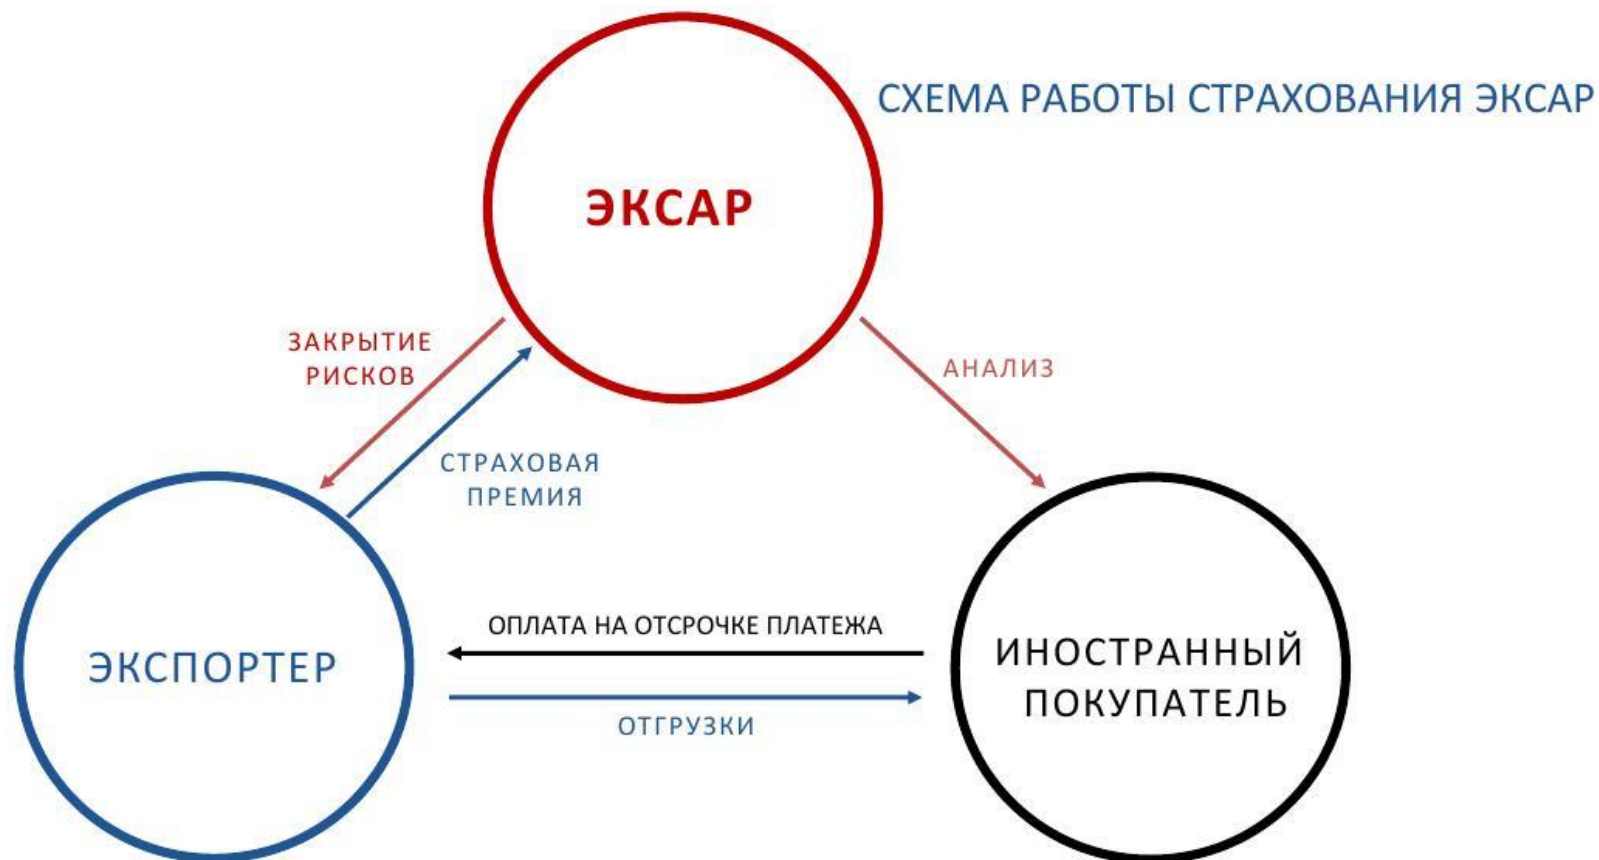 СХЕМА РАБОТЫ СТРАХОВАНИЯ ЭКСАР
ЭКСАР
ЗАКРЫТИЕ
РИСКОВ
АНАЛИЗ
СТРАХОВАЯ
ПРЕМИЯ
ОПЛАТА НА ОТСРОЧКЕ ПЛАТЕЖА
ЭКСПОРТЕР
ИНОСТРАННЫЙ
ПОКУПАТЕЛЬ
ОТГРУЗКИ